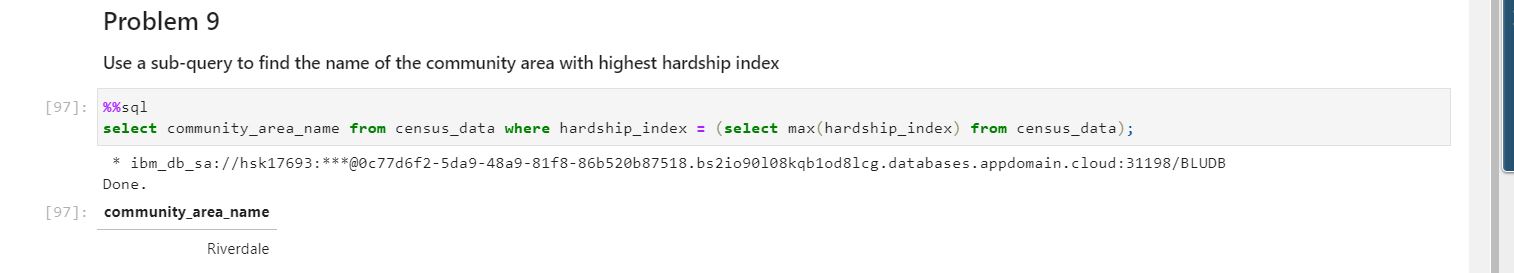 Problem 9
Use a sub-query to find the name of the community area with highest hardship index
[97]: %%sql
select community_area_name from census_data where hardship_index = (select max(hardship_index) from census_data);
* ibm_db_sa://hsk17693:***@0c77d6f2-5da9-48a9-81f8-86b520b87518.bs2io90l08kqb1od8lcg.databases.appdomain.cloud:31198/BLUDB
Done.
[97]: community_area_name
Riverdale